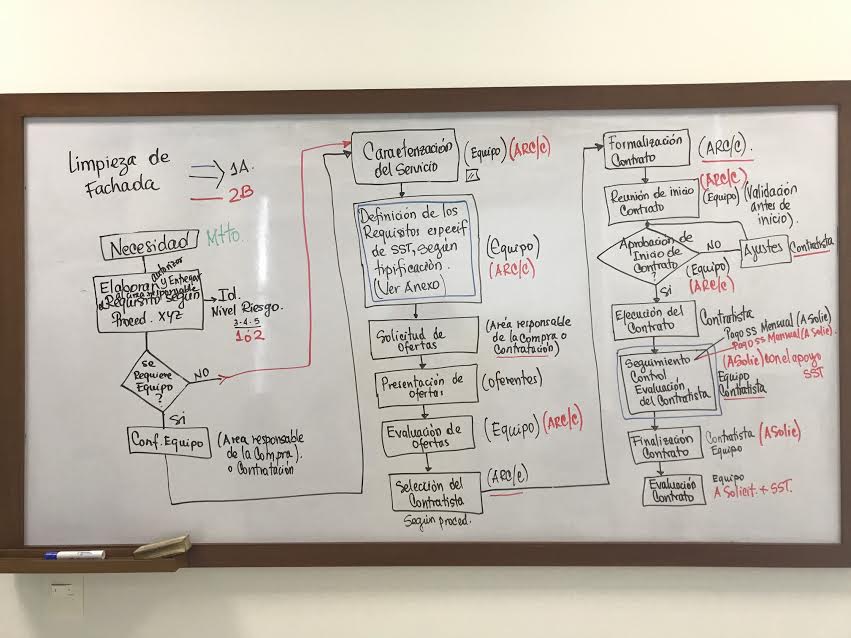 Limpieza de
Fachada
1A.
2B
Necesidad
Mtto.
Elaborar, autorizar
y Entregar
al área responsable
el Requisito según
Proced. XYZ
Id.
Nivel Riesgo.
3-4-5
1 ó 2
Se
Requiere
Equipo
?
NO
Si
Conf. Equipo
(Area responsable
de la Compra).
o Contratación
Caracterización
del Servicio
(Equipo) (ARC/C)
Definición de los
Requisitos especif
de SST, según
tipificación.
(Ver Anexo)
(Equipo)
(ARC/C)
Solicitud de
Ofertas
(Area responsable
de la Compra o
Contratación)
Presentación de
ofertas
(Oferentes)
Evaluación de
Ofertas
(Equipo) (ARC/C)
Selección del
Contratista
Según proced.
(ARC/C)
Formalización
Contrato
(ARC/C).
Reunión de inicio
Contrato
(ARC/C)
(Equipo)
(Validación
antes de
inicio).
Aprobación de
Inicio de
Contrato
?
NO
Ajustes
Contratista
(Equipo)
(ARC/C)
Si
Ejecución del
Contrato
Contratista
Pago SS Mensual (A Solic)
Pago SS Mensual (A Solic).
Seguimiento
Control
Evaluación
del Contratista
(A Solic) con el apoyo
SST
Equipo
Contratista
Finalización
Contrato
Contratista (A Solic)
Equipo
Evaluación
Contrato
Equipo
A Solicit. + SST.